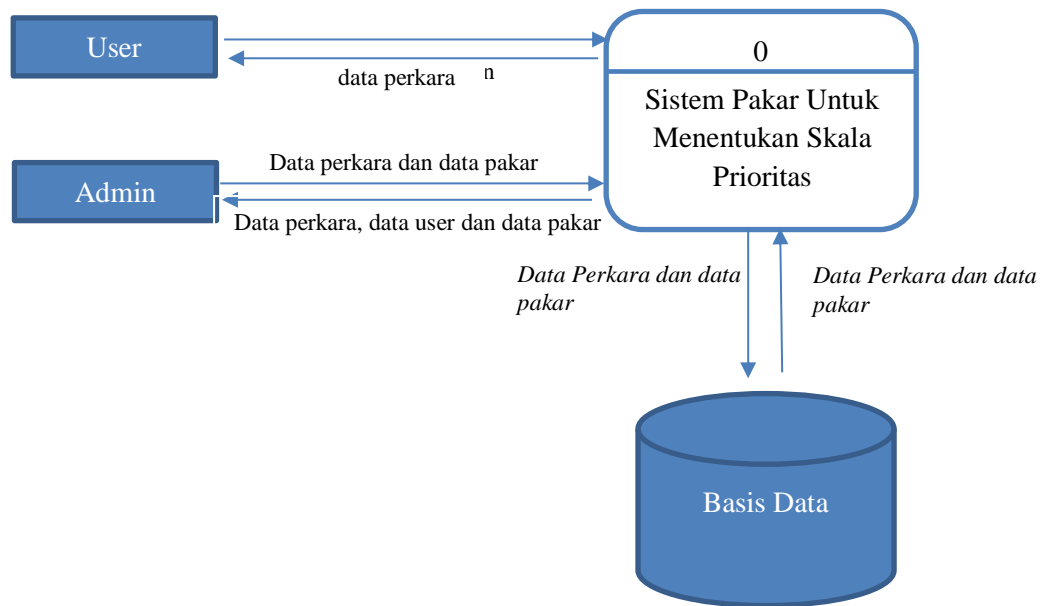 User
0
data perkara n
Sistem Pakar Untuk
Menentukan Skala
Prioritas
Data perkara dan data pakar
Admin
Data perkara, data user dan data pakar
Data Perkara dan data
pakar
Data Perkara dan data
pakar
Basis Data